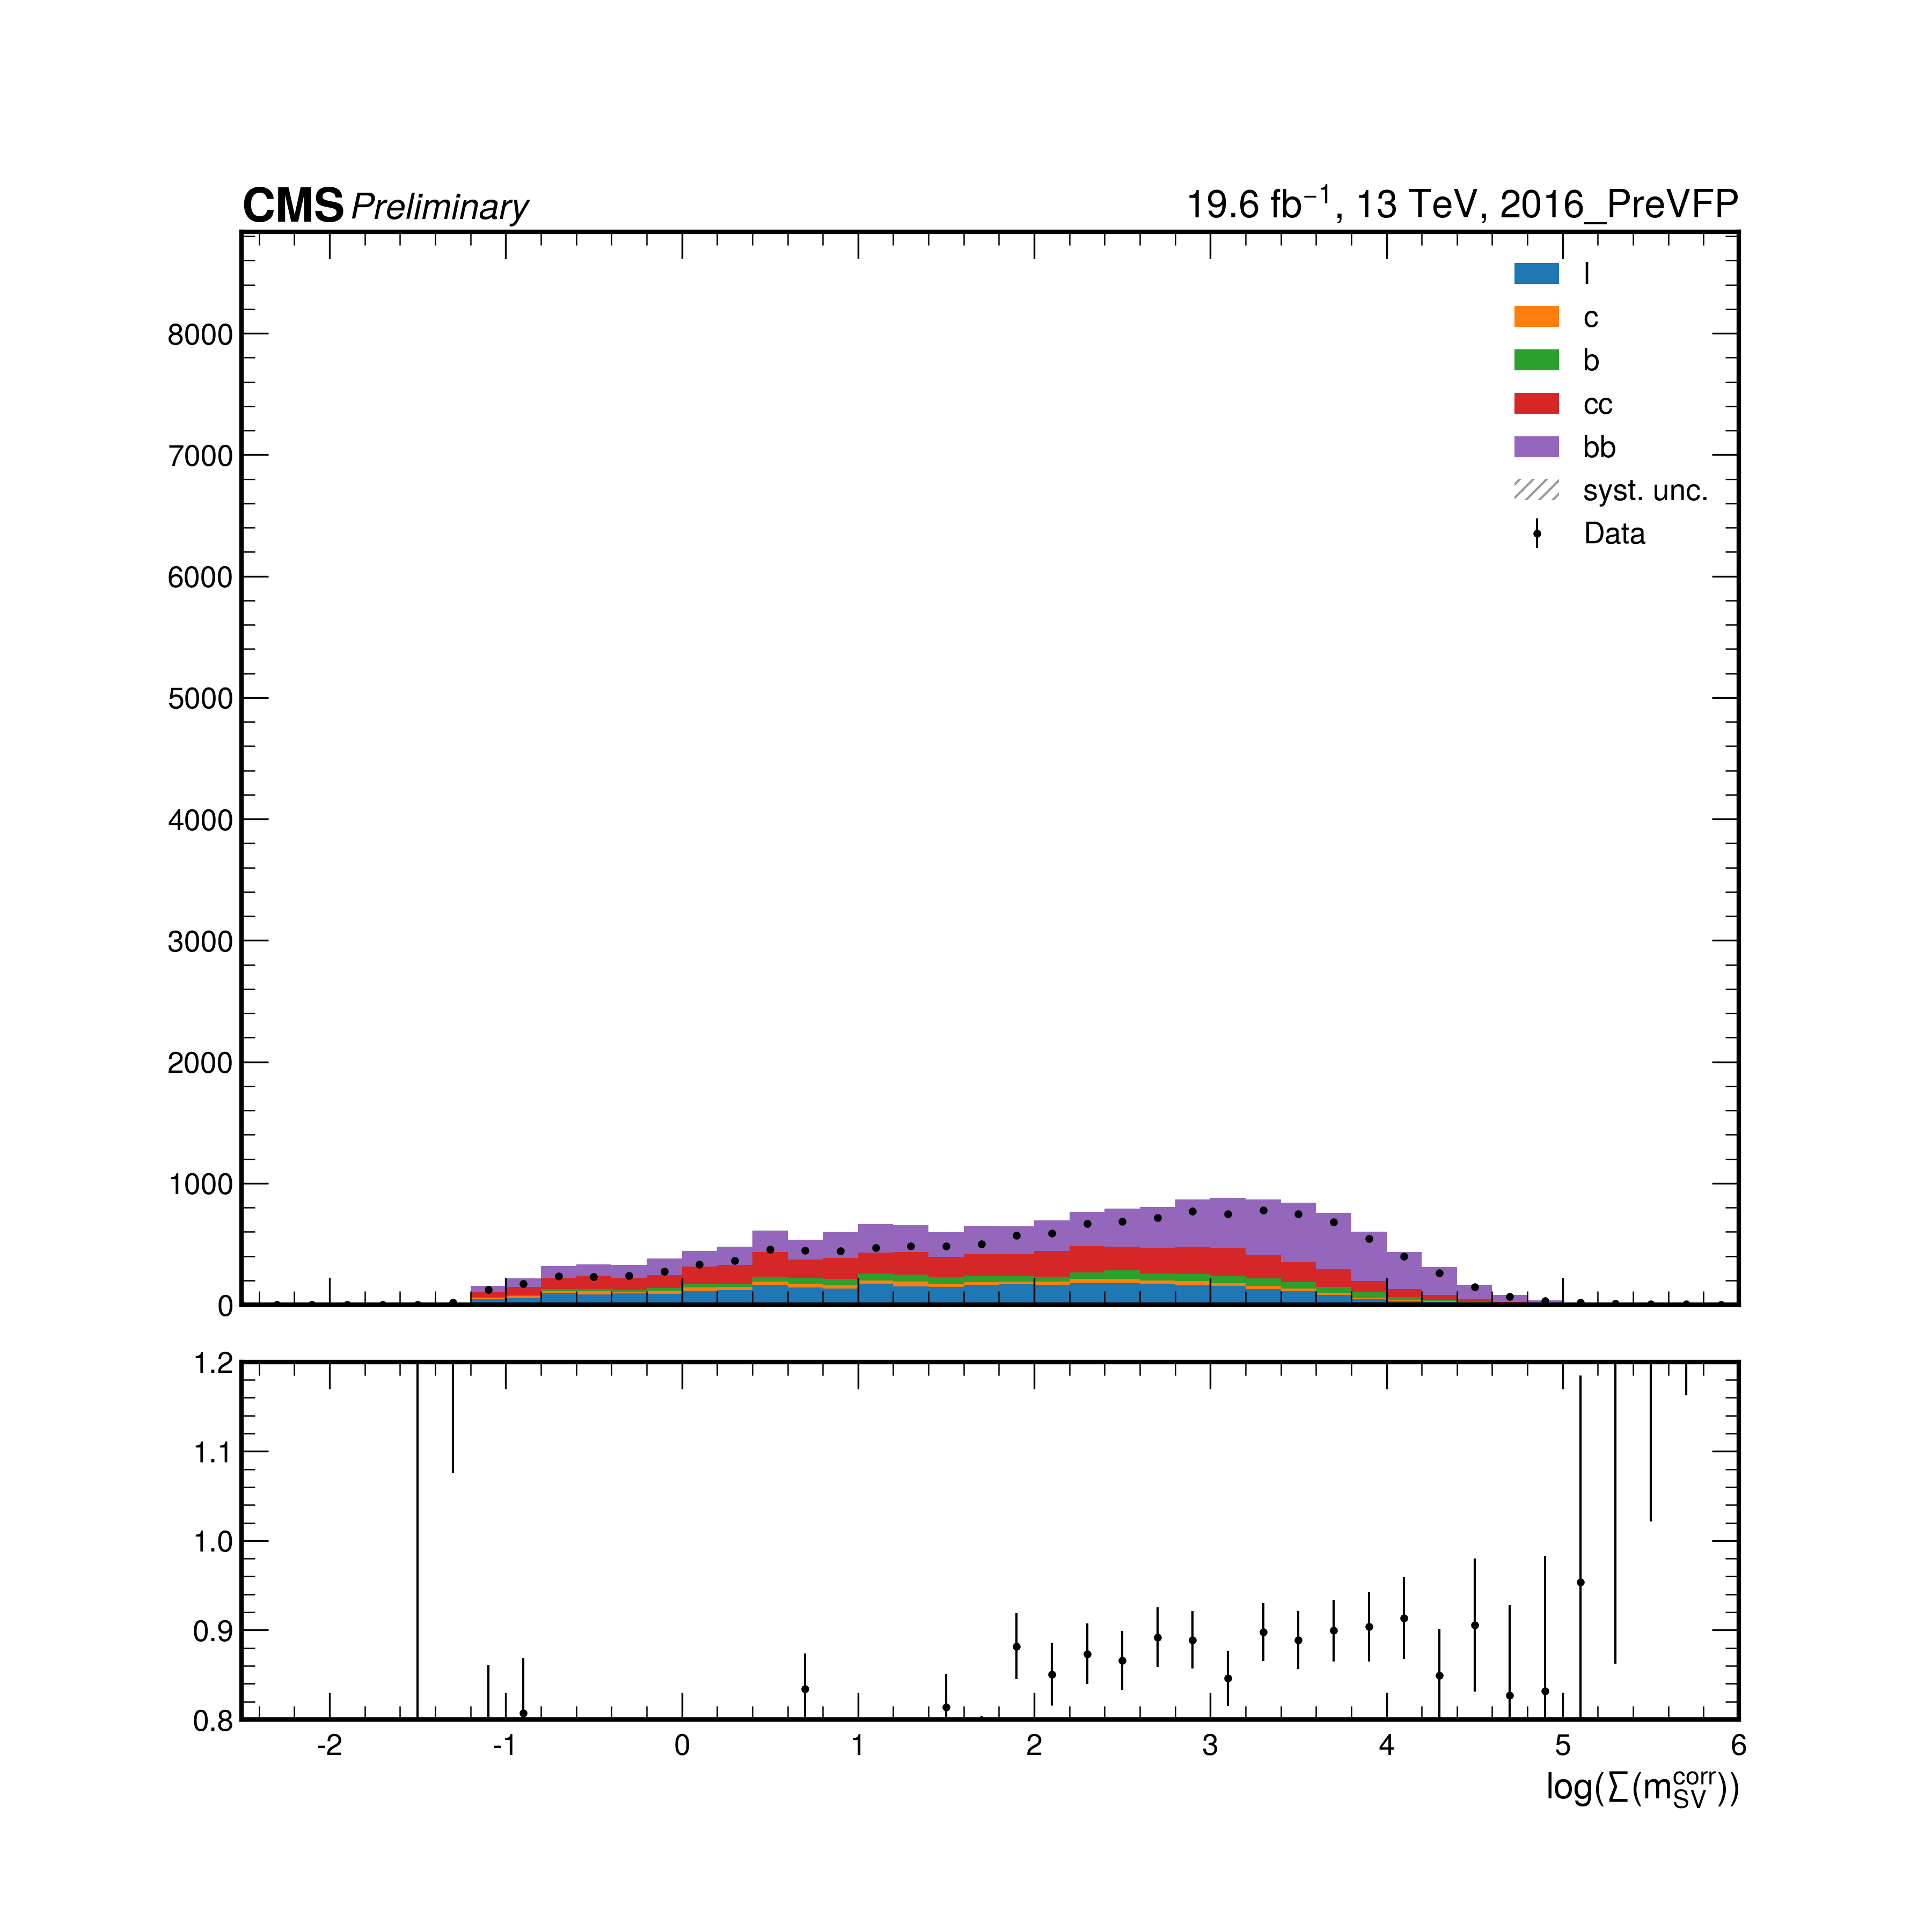 CMS Preliminary 19.6 fb⁻¹, 13 TeV, 2016_PreVFP
l
c
b
cc
bb
syst. unc.
Data
8000
7000
6000
5000
4000
3000
2000
1000
0
1.2
1.1
1.0
0.9
0.8
-2 -1 0 1 2 3 4 5 6
log(Σ(m_SV^corr))